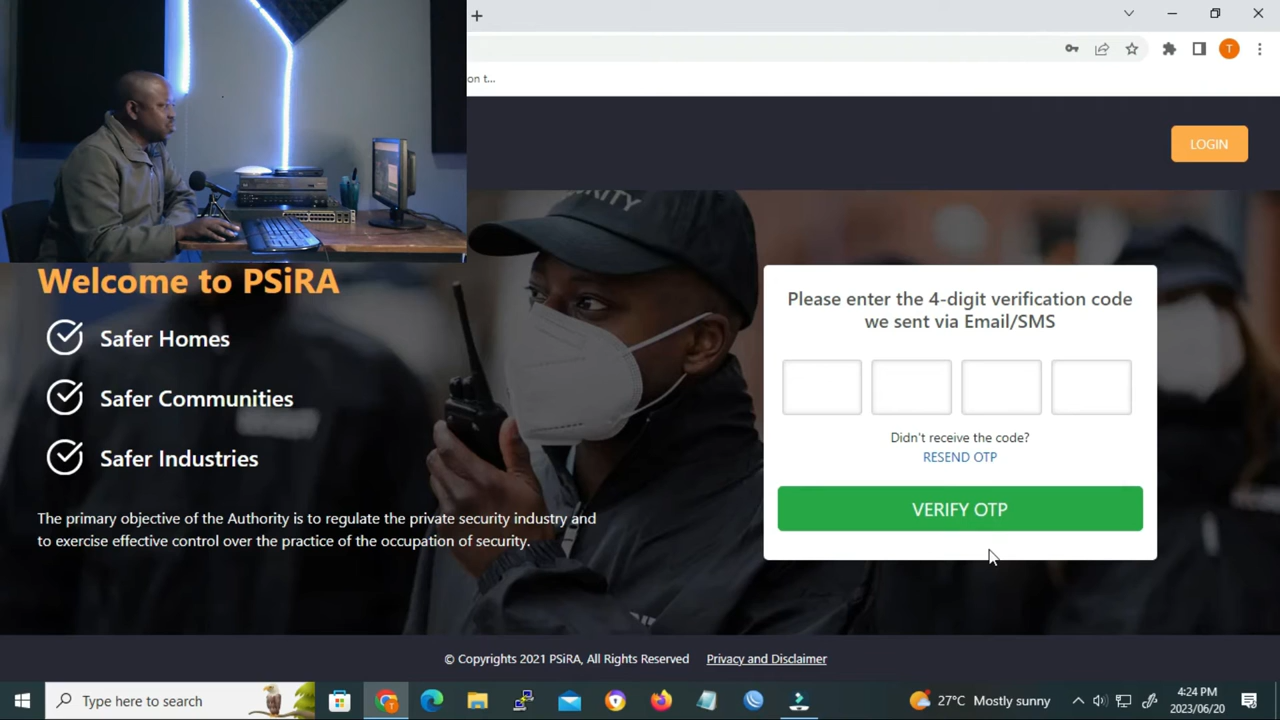 on t...
LOGIN
Welcome to PSiRA
Safer Homes
Safer Communities
Safer Industries
The primary objective of the Authority is to regulate the private security industry and
to exercise effective control over the practice of the occupation of security.
Please enter the 4-digit verification code
we sent via Email/SMS
Didn't receive the code?
RESEND OTP
VERIFY OTP
© Copyrights 2021 PSiRA, All Rights Reserved Privacy and Disclaimer
Type here to search
27°C Mostly sunny
4:24 PM
2023/06/20
T